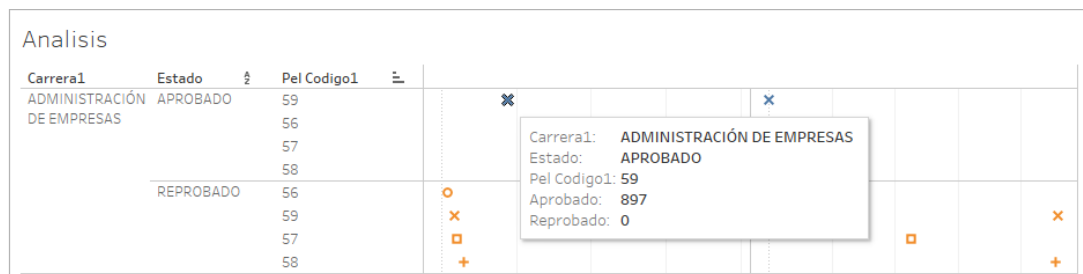 Analisis
Carrera1 Estado Pel Codigo1
ADMINISTRACIÓN DE EMPRESAS APROBADO 59
56
57
58
REPROBADO 56
59
57
58
Carrera1: ADMINISTRACIÓN DE EMPRESAS
Estado: APROBADO
Pel Codigo1: 59
Aprobado: 897
Reprobado: 0